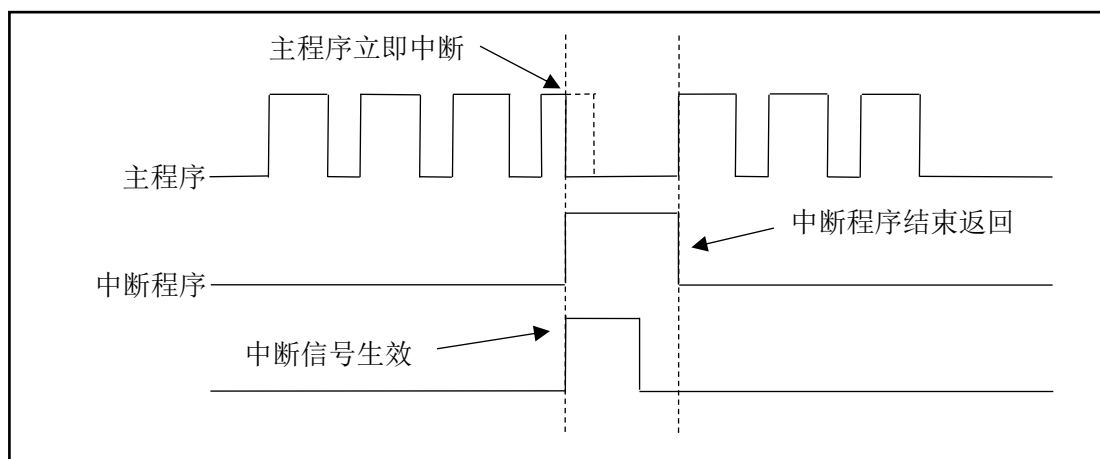 主程序立即中断
主程序
中断程序结束返回
中断程序
中断信号生效